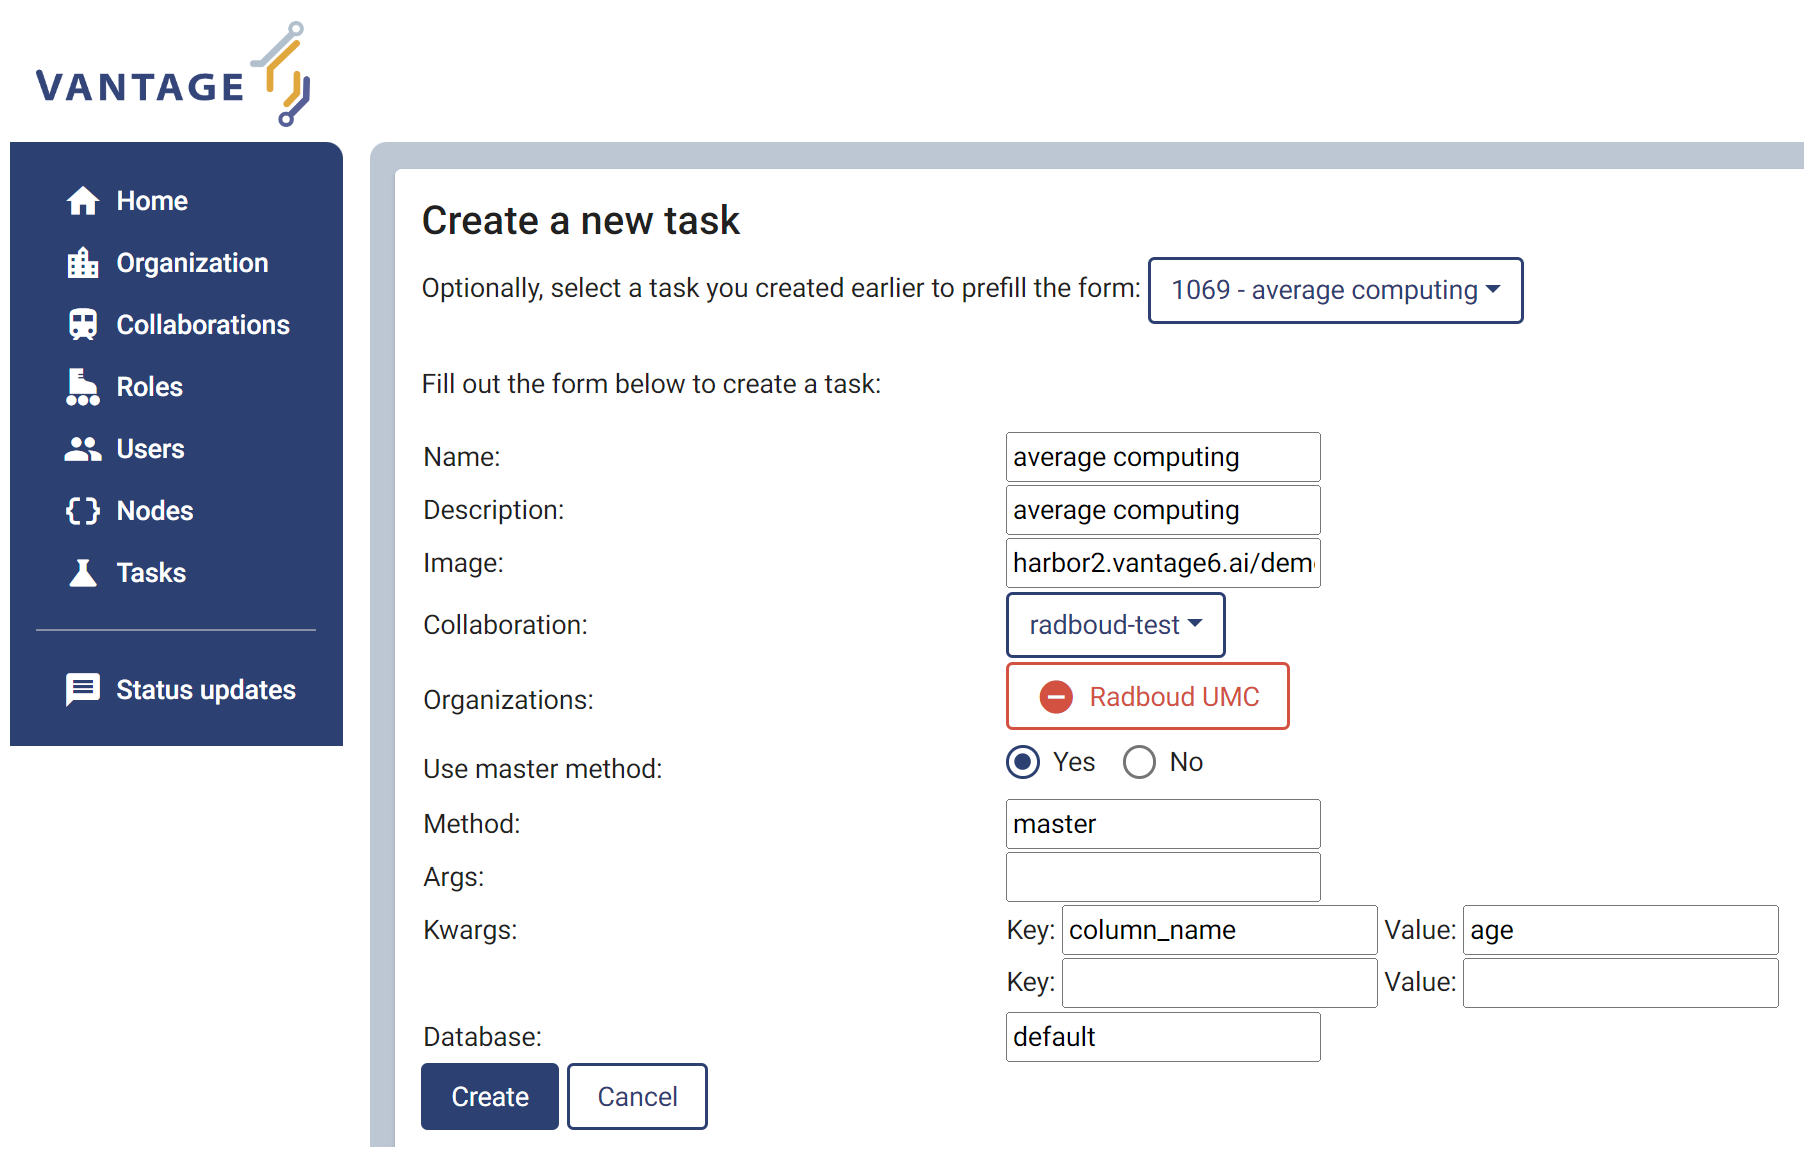 VANTAGE
Home
Organization
Collaborations
Roles
Users
Nodes
Tasks
Status updates
Create a new task
Optionally, select a task you created earlier to prefill the form: 1069 - average computing
Fill out the form below to create a task:
Name: average computing
Description: average computing
Image: harbor2.vantage6.ai/dem
Collaboration: radboud-test
Organizations: Radboud UMC
Use master method: Yes No
Method: master
Args:
Kwargs: Key: column_name Value: age
Key: Value:
Database: default
Create Cancel